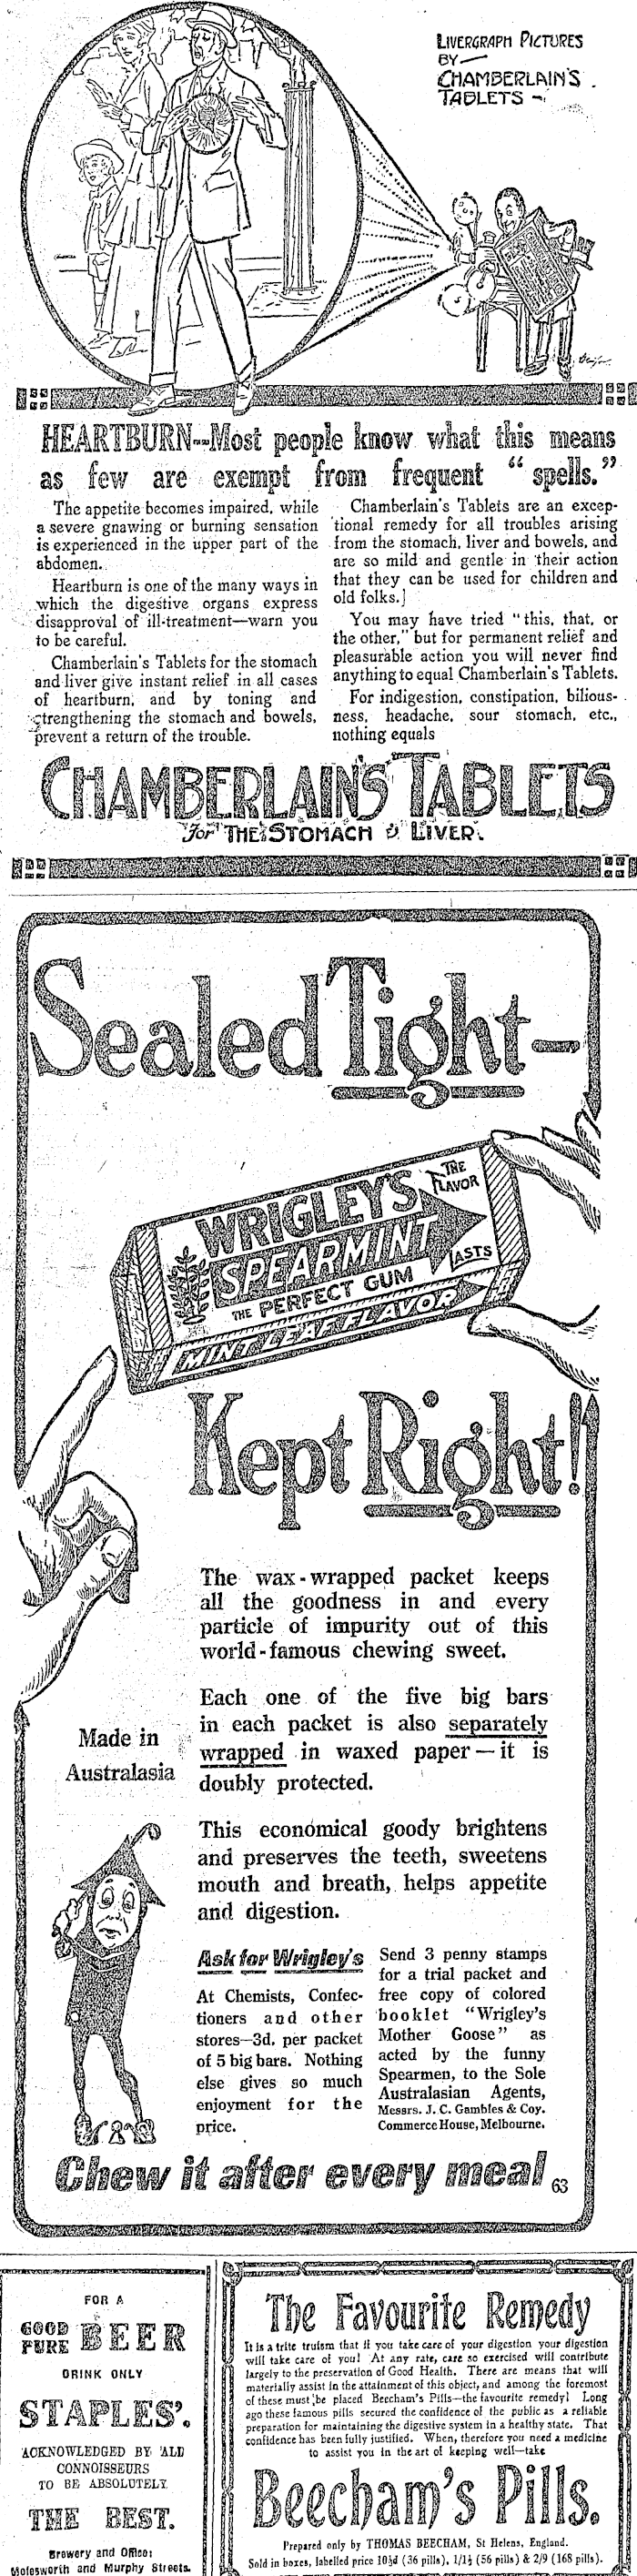 LIVERGRAPH PICTURES
BY—
CHAMBERLAIN'S
TABLETS -
HEARTBURN--Most people know what this means
as few are exempt from frequent "spells."
The appetite becomes impaired, while
a severe gnawing or burning sensation
is experienced in the upper part of the
abdomen.
Heartburn is one of the many ways in
which the digestive organs express
disapproval of ill-treatment—warn you
to be careful.
Chamberlain's Tablets for the stomach
and liver give instant relief in all cases
of heartburn, and by toning and
strengthening the stomach and bowels,
prevent a return of the trouble.
Chamberlain's Tablets are an excep-
tional remedy for all troubles arising
from the stomach, liver and bowels, and
are so mild and gentle in their action
that they can be used for children and
old folks.]
You may have tried "this, that, or
the other," but for permanent relief and
pleasurable action you will never find
anything to equal Chamberlain's Tablets.
For indigestion, constipation, bilious-
ness, headache, sour stomach, etc.,
nothing equals
CHAMBERLAIN'S TABLETS
for THE STOMACH & LIVER.
Sealed Tight—
WRIGLEY'S
SPEARMINT
THE PERFECT GUM
MINT LEAF FLAVOR
THE
FLAVOR
LASTS
Kept Right!
The wax-wrapped packet keeps
all the goodness in and every
particle of impurity out of this
world-famous chewing sweet.
Each one of the five big bars
in each packet is also separately
wrapped in waxed paper—it is
doubly protected.
Made in
Australasia
This economical goody brightens
and preserves the teeth, sweetens
mouth and breath, helps appetite
and digestion.
Ask for Wrigley's
At Chemists, Confec-
tioners and other
stores—3d. per packet
of 5 big bars. Nothing
else gives so much
enjoyment for the
price.
Send 3 penny stamps
for a trial packet and
free copy of colored
booklet "Wrigley's
Mother Goose" as
acted by the funny
Spearmen, to the Sole
Australasian Agents,
Messrs. J. C. Gambles & Coy.
Commerce House, Melbourne.
Chew it after every meal
63
FOR A
GOOD
PURE BEER
DRINK ONLY
STAPLES'.
ACKNOWLEDGED BY ALL
CONNOISSEURS
TO BE ABSOLUTELY
THE BEST.
Brewery and Office:
Molesworth and Murphy Streets.
The Favourite Remedy
It is a trite truism that if you take care of your digestion your digestion
will take care of you! At any rate, care so exercised will contribute
largely to the preservation of Good Health. There are means that will
materially assist in the attainment of this object, and among the foremost
of these must be placed Beecham's Pills—the favourite remedy! Long
ago these famous pills secured the confidence of the public as a reliable
preparation for maintaining the digestive system in a healthy state. That
confidence has been fully justified. When, therefore you need a medicine
to assist you in the art of keeping well—take
Beecham's Pills.
Prepared only by THOMAS BEECHAM, St Helens, England.
Sold in boxes, labelled price 10½d (36 pills), 1/1½ (56 pills) & 2/9 (168 pills).